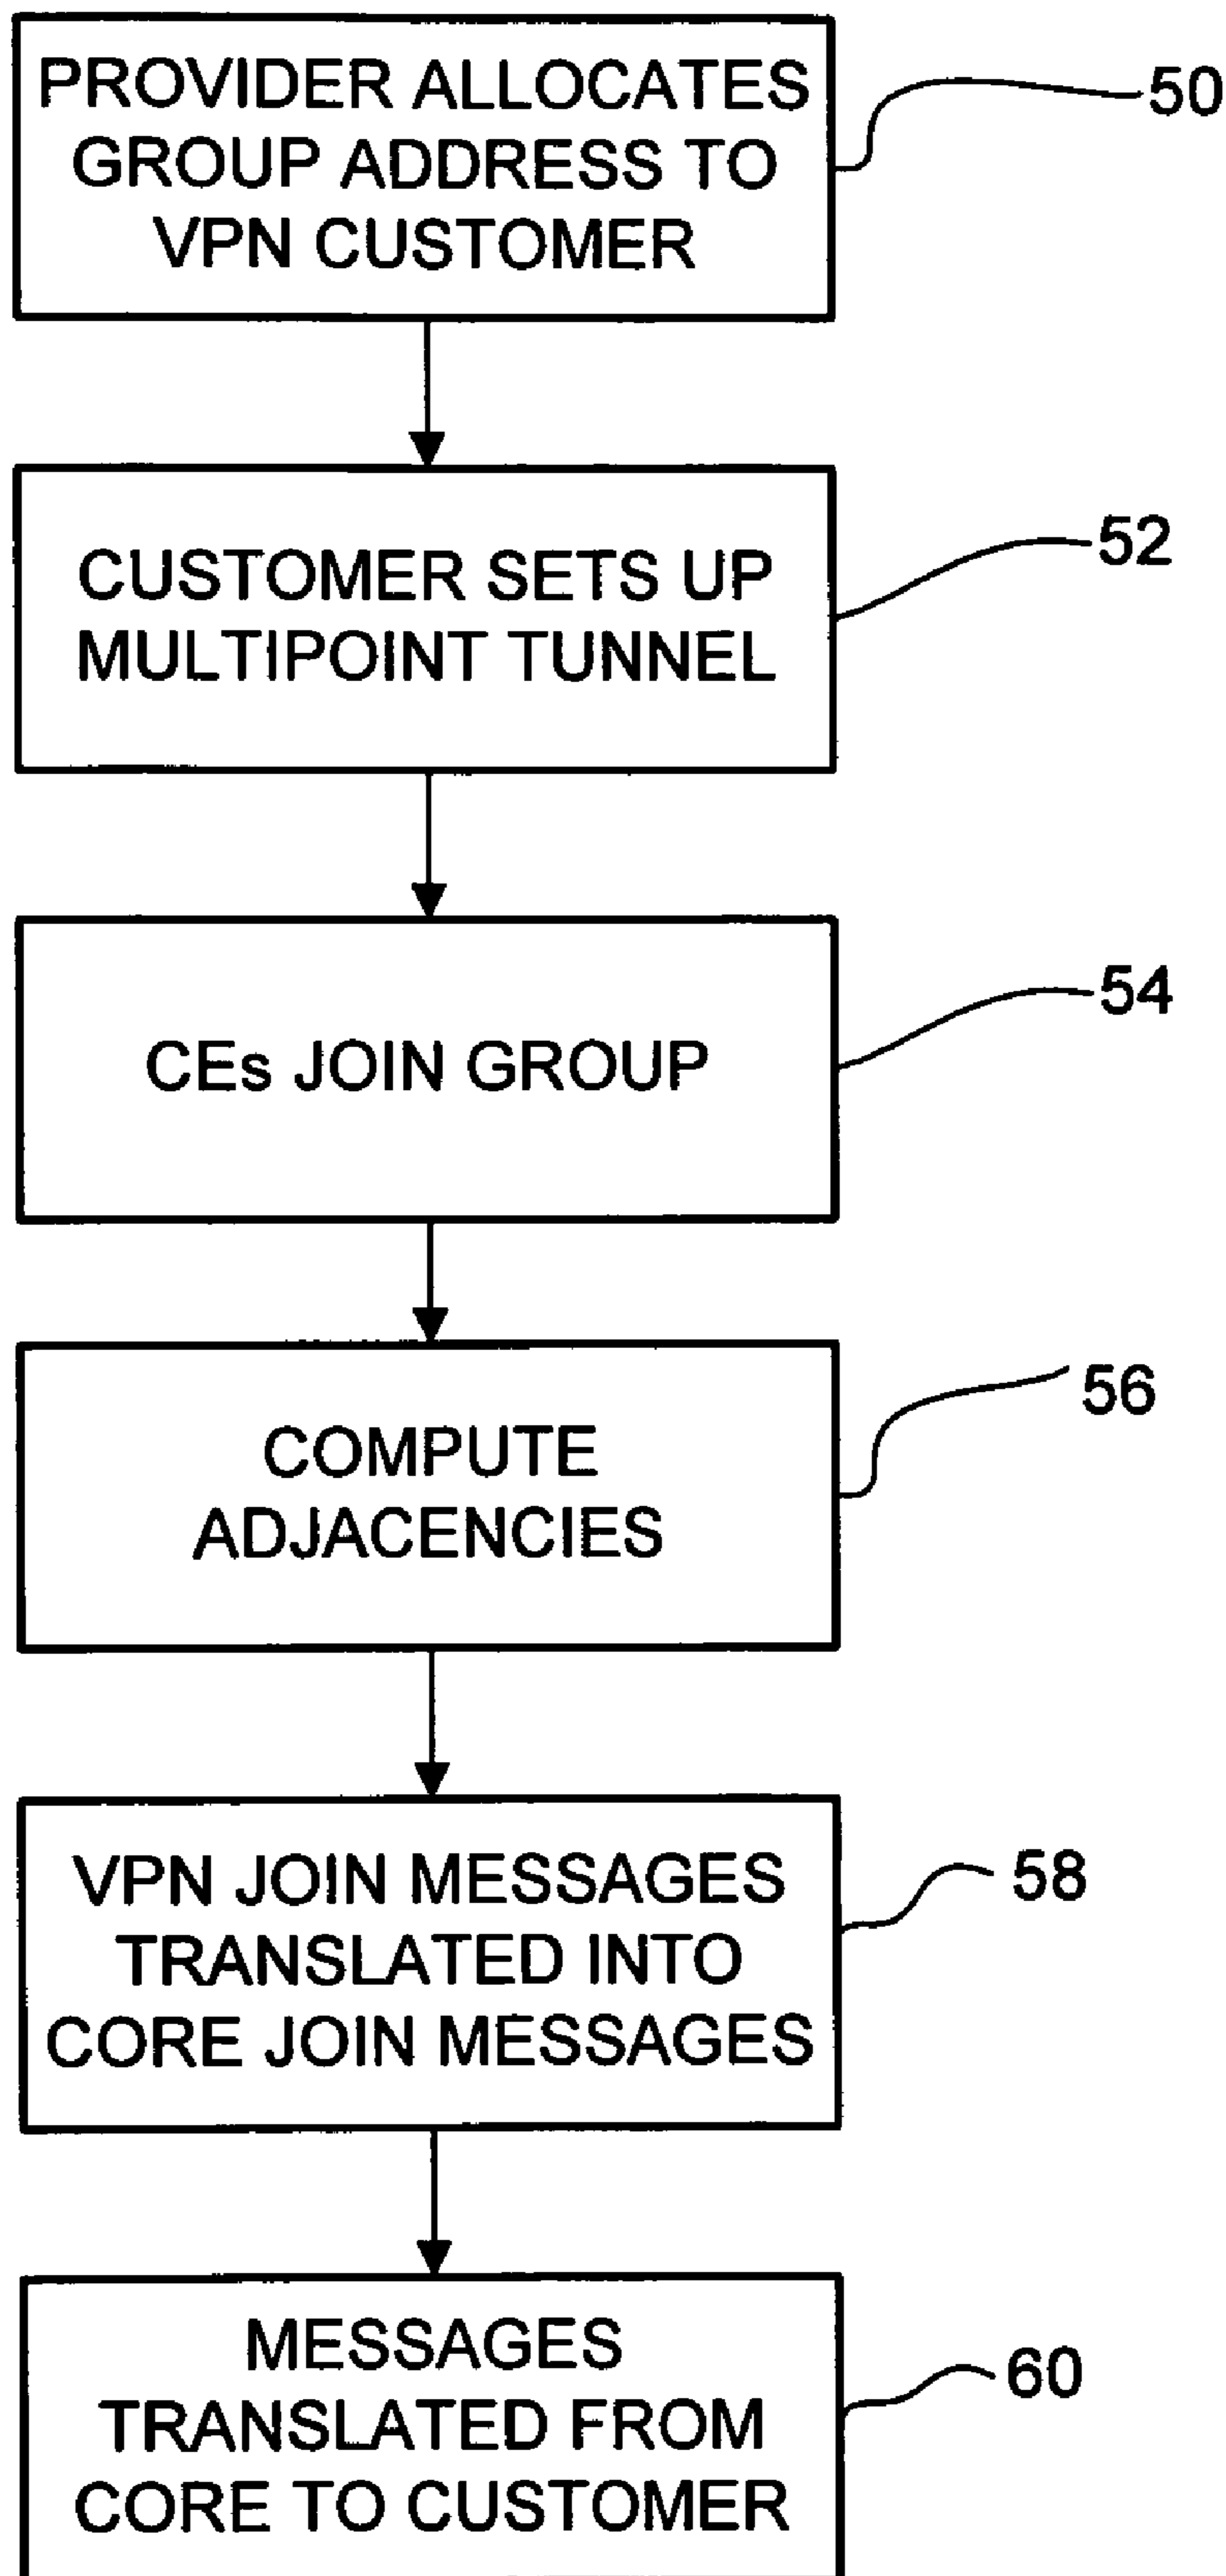 PROVIDER ALLOCATES
GROUP ADDRESS TO
VPN CUSTOMER
50
CUSTOMER SETS UP
MULTIPOINT TUNNEL
52
CEs JOIN GROUP
54
COMPUTE
ADJACENCIES
56
VPN JOIN MESSAGES
TRANSLATED INTO
CORE JOIN MESSAGES
58
MESSAGES
TRANSLATED FROM
CORE TO CUSTOMER
60